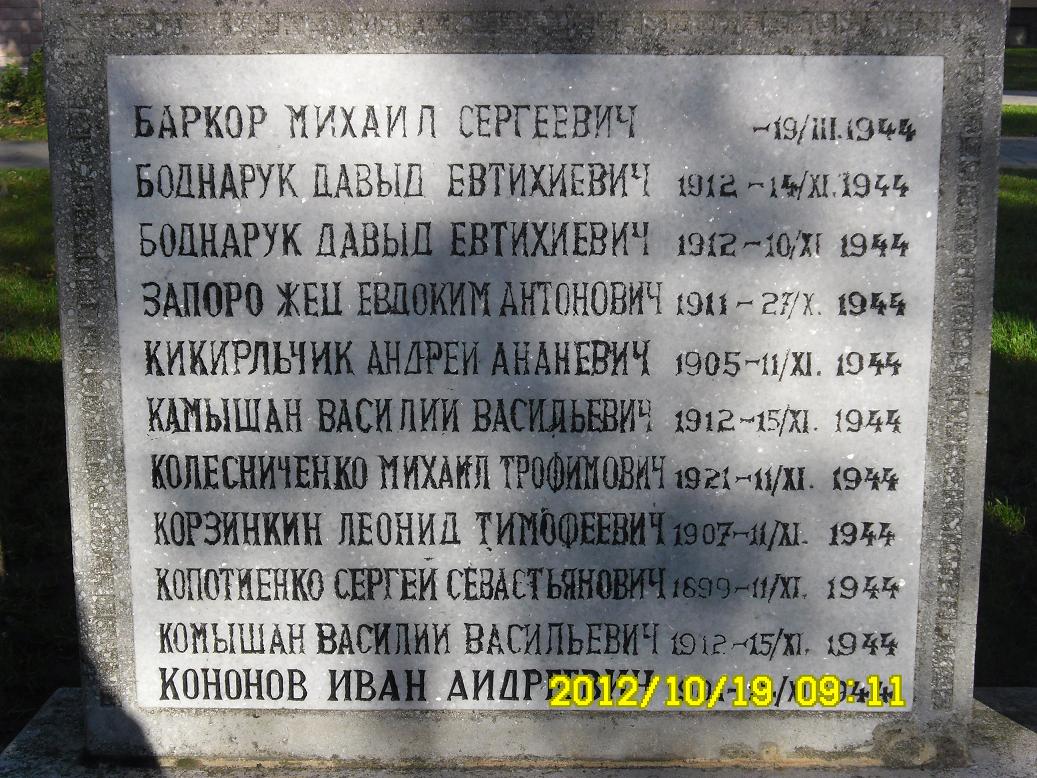 БАРКОР МИХАИЛ СЕРГЕЕВИЧ -19/III.1944
БОДНАРУК ДАВЫД ЕВТИХИЕВИЧ 1912-14/XI.1944
БОДНАРУК ДАВЫД ЕВТИХИЕВИЧ 1912-10/XI 1944
ЗАПОРО ЖЕЦ ЕВДОКИМ АНТОНОВИЧ 1911-27/X. 1944
КИКИРЛЬЧИК АНДРЕИ АНАНЕВИЧ 1905-11/XI. 1944
КАМЫШАН ВАСИЛИИ ВАСИЛЬЕВИЧ 1912-15/XI. 1944
КОЛЕСНИЧЕНКО МИХАИЛ ТРОФИМОВИЧ 1921-11/XI. 1944
КОРЗИНКИН ЛЕОНИД ТИМОФЕЕВИЧ 1907-11/XI. 1944
КОПОТИЕНКО СЕРГЕЙ СЕВАСТЬЯНОВИЧ 1899-11/XI. 1944
КОМЫШАН ВАСИЛИИ ВАСИЛЬЕВИЧ 1912-15/XI. 1944
КОНОНОВ ИВАН
2012/10/19 09:11